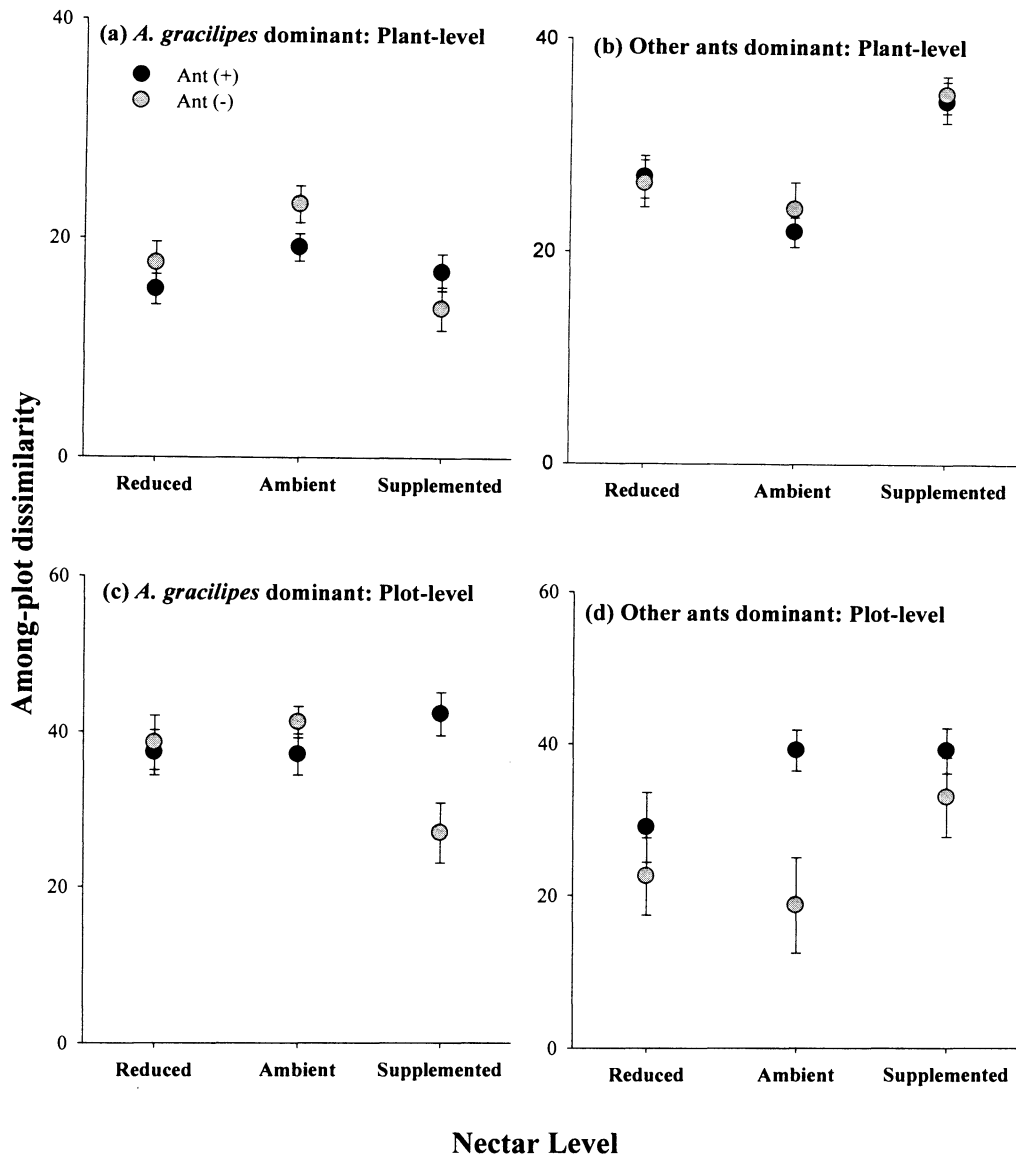 40
(a) A. gracilipes dominant: Plant-level
Ant (+)
Ant (-)
20
0
Reduced
Ambient
Supplemented
40
(b) Other ants dominant: Plant-level
20
0
Reduced
Ambient
Supplemented
Among-plot dissimilarity
60
(c) A. gracilipes dominant: Plot-level
40
20
0
Reduced
Ambient
Supplemented
60
(d) Other ants dominant: Plot-level
40
20
0
Reduced
Ambient
Supplemented
Nectar Level